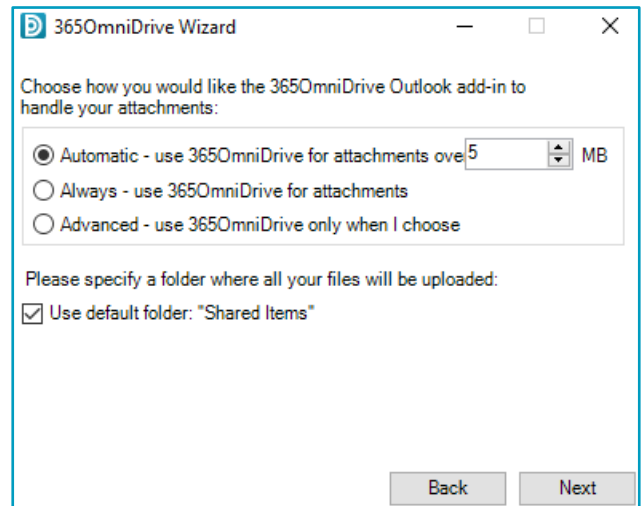 365OmniDrive Wizard
Choose how you would like the 365OmniDrive Outlook add-in to
handle your attachments:
Automatic - use 365OmniDrive for attachments ove 5 MB
Always - use 365OmniDrive for attachments
Advanced - use 365OmniDrive only when I choose
Please specify a folder where all your files will be uploaded:
Use default folder: "Shared Items"
Back Next